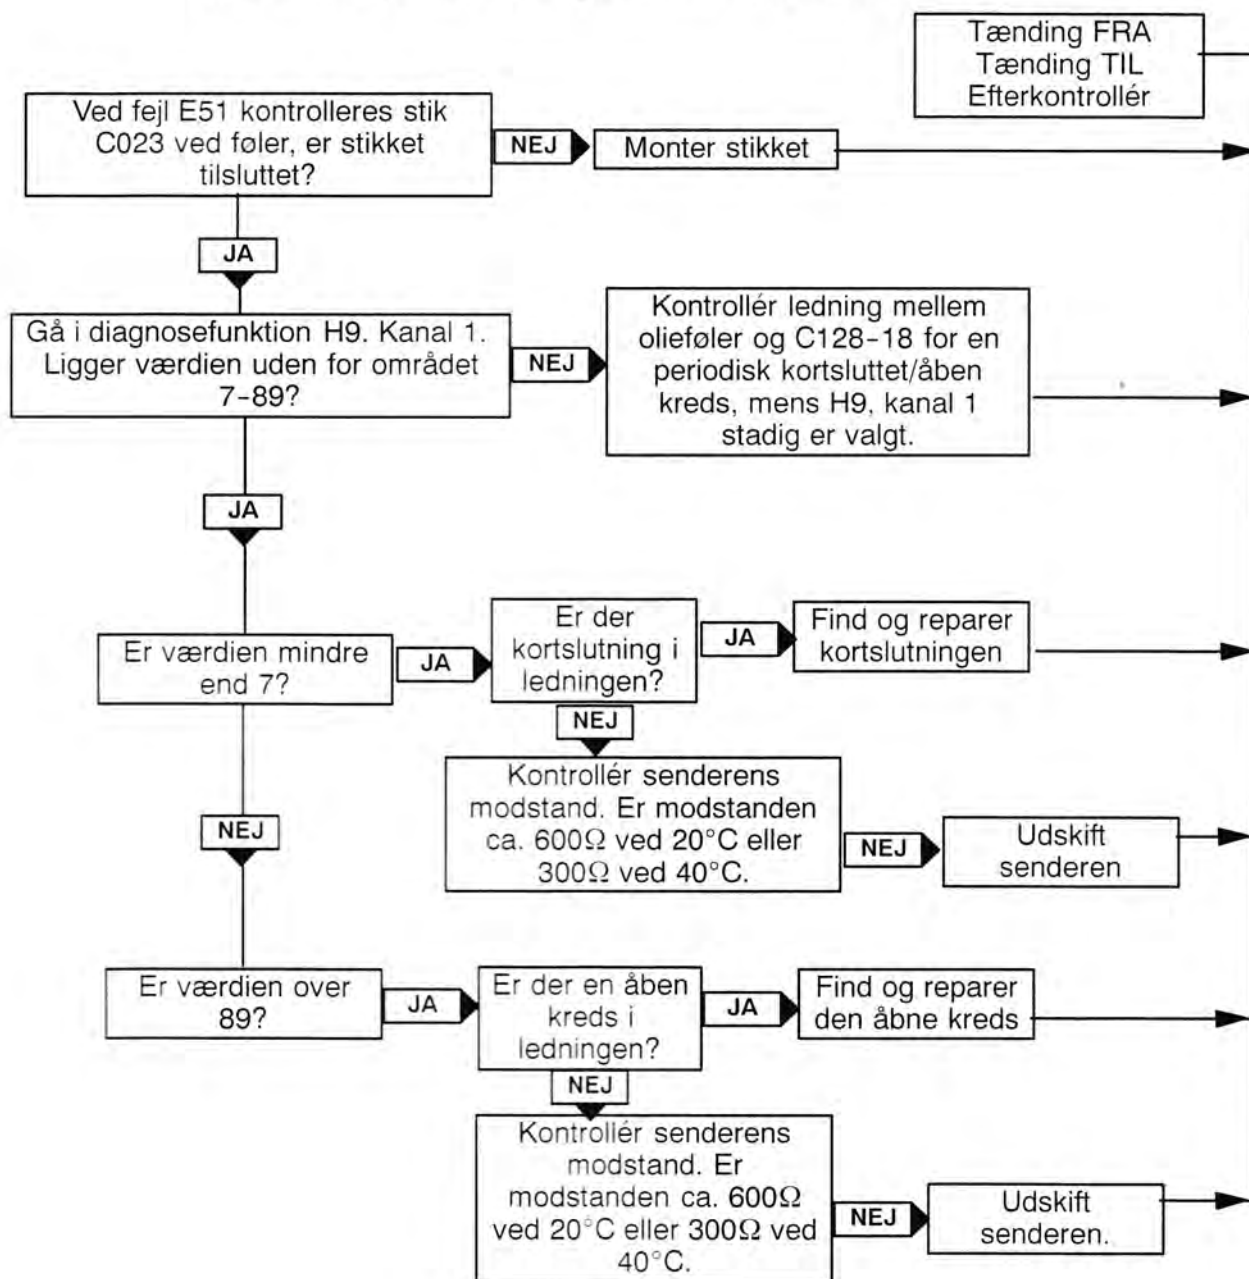 Tænding FRA
Tænding TIL
Efterkontrollér
Ved fejl E51 kontrolleres stik
C023 ved føler, er stikket
tilsluttet?
NEJ
Monter stikket
JA
Gå i diagnosefunktion H9. Kanal 1.
Ligger værdien uden for området
7-89?
NEJ
Kontrollér ledning mellem
olieføler og C128-18 for en
periodisk kortsluttet/åben
kreds, mens H9, kanal 1
stadig er valgt.
JA
Er værdien mindre
end 7?
JA
Er der
kortslutning i
ledningen?
JA
Find og reparer
kortslutningen
NEJ
Kontrollér senderens
modstand. Er modstanden
ca. 600Ω ved 20°C eller
300Ω ved 40°C.
NEJ
Udskift
senderen
NEJ
Er værdien over
89?
JA
Er der en åben
kreds i
ledningen?
JA
Find og reparer
den åbne kreds
NEJ
Kontrollér senderens
modstand. Er
modstanden ca. 600Ω
ved 20°C eller 300Ω ved
40°C.
NEJ
Udskift
senderen.